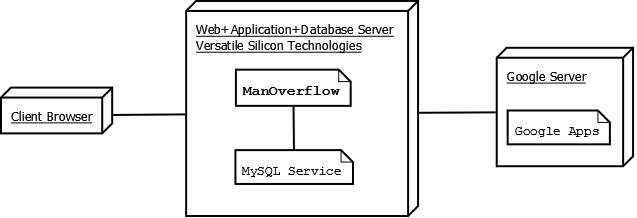 Client Browser
Web+Application+Database Server
Versatile Silicon Technologies
ManOverflow
MySQL Service
Google Server
Google Apps